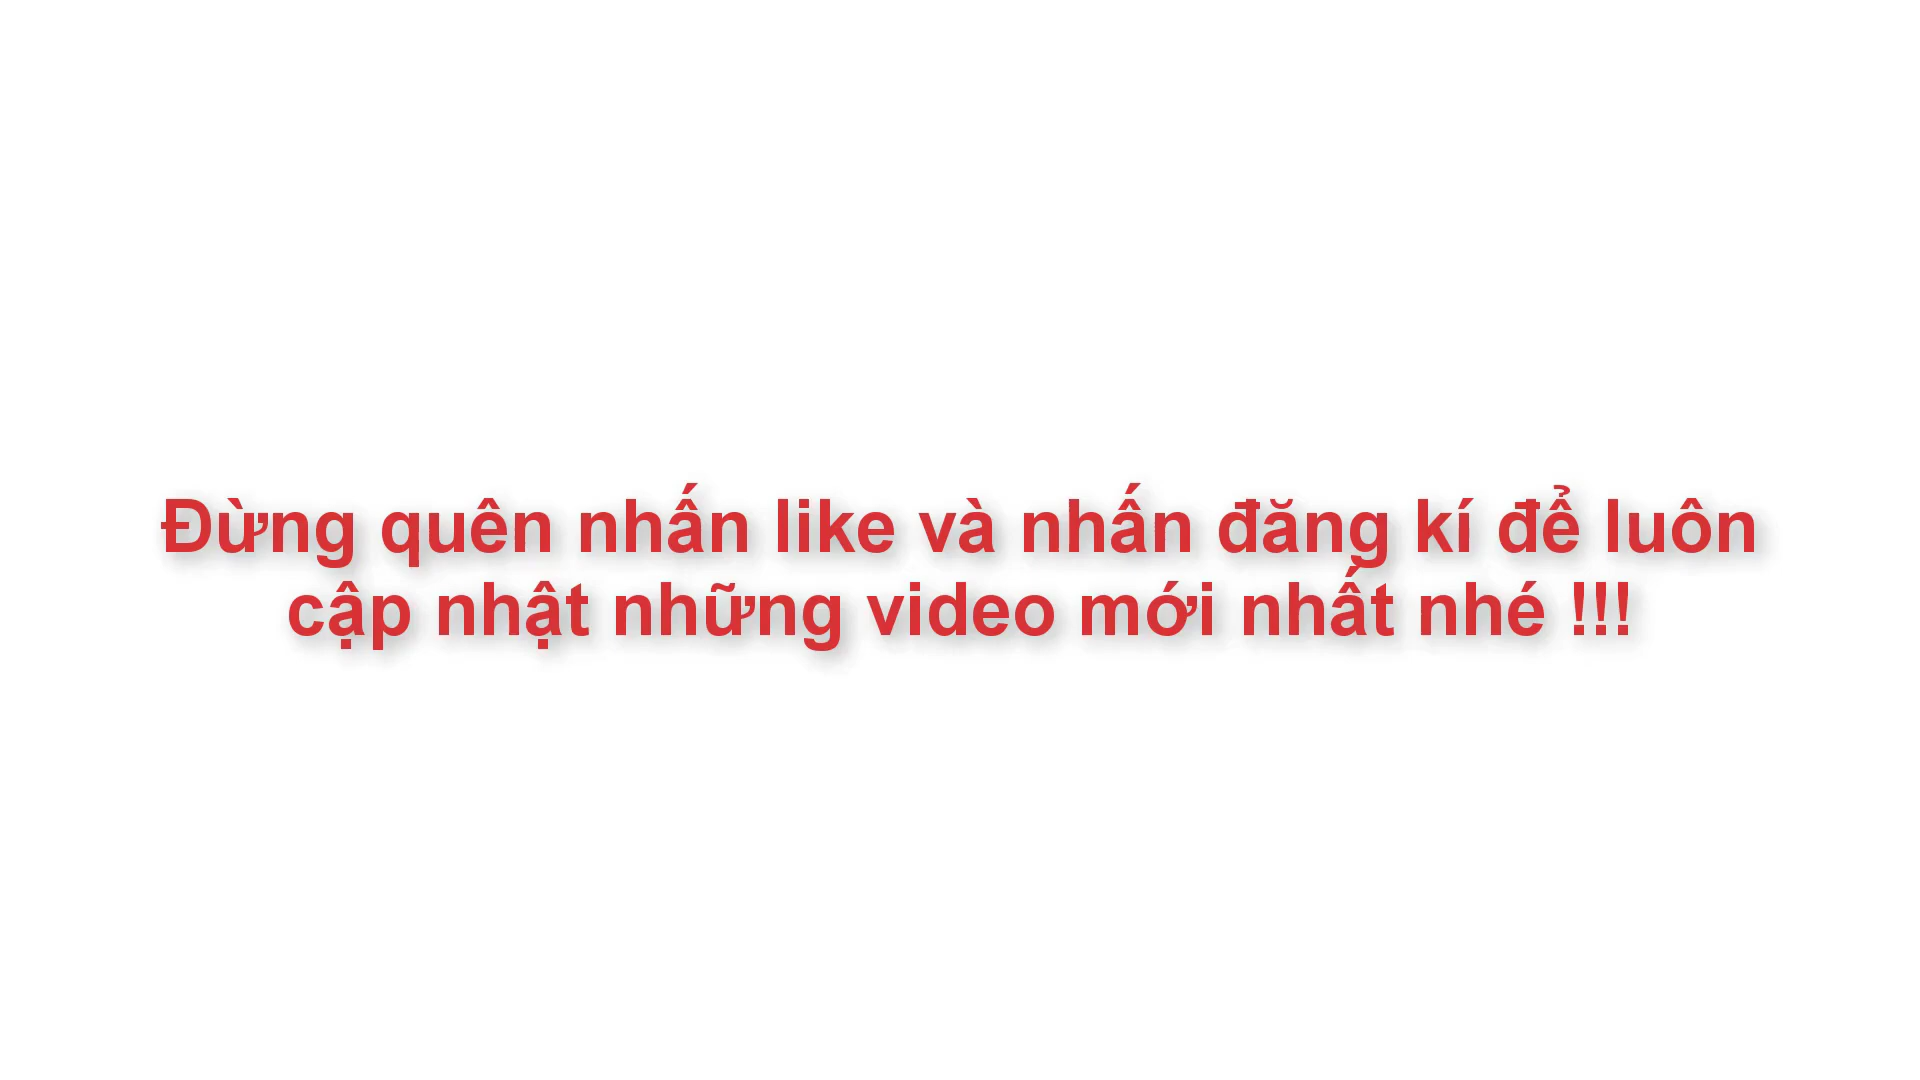 Đừng quên nhấn like và nhấn đăng kí để luôn
cập nhật những video mới nhất nhé !!!